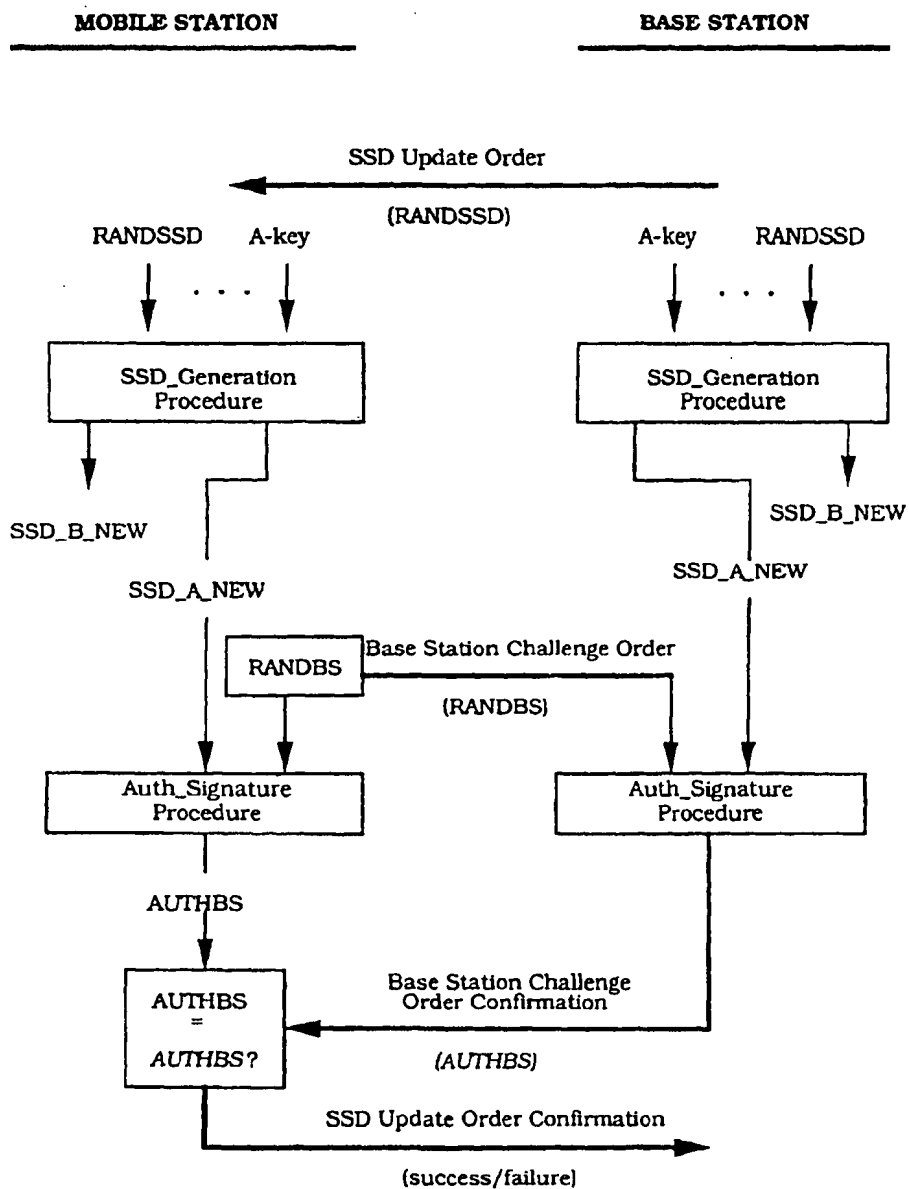 MOBILE STATION
BASE STATION
SSD Update Order
(RANDSSD)
RANDSSD
A-key
A-key
RANDSSD
. . .
. . .
SSD_Generation
Procedure
SSD_Generation
Procedure
SSD_B_NEW
SSD_B_NEW
SSD_A_NEW
SSD_A_NEW
RANDBS
Base Station Challenge Order
(RANDBS)
Auth_Signature
Procedure
Auth_Signature
Procedure
AUTHBS
AUTHBS
=
AUTHBS?
Base Station Challenge
Order Confirmation
(AUTHBS)
SSD Update Order Confirmation
(success/failure)